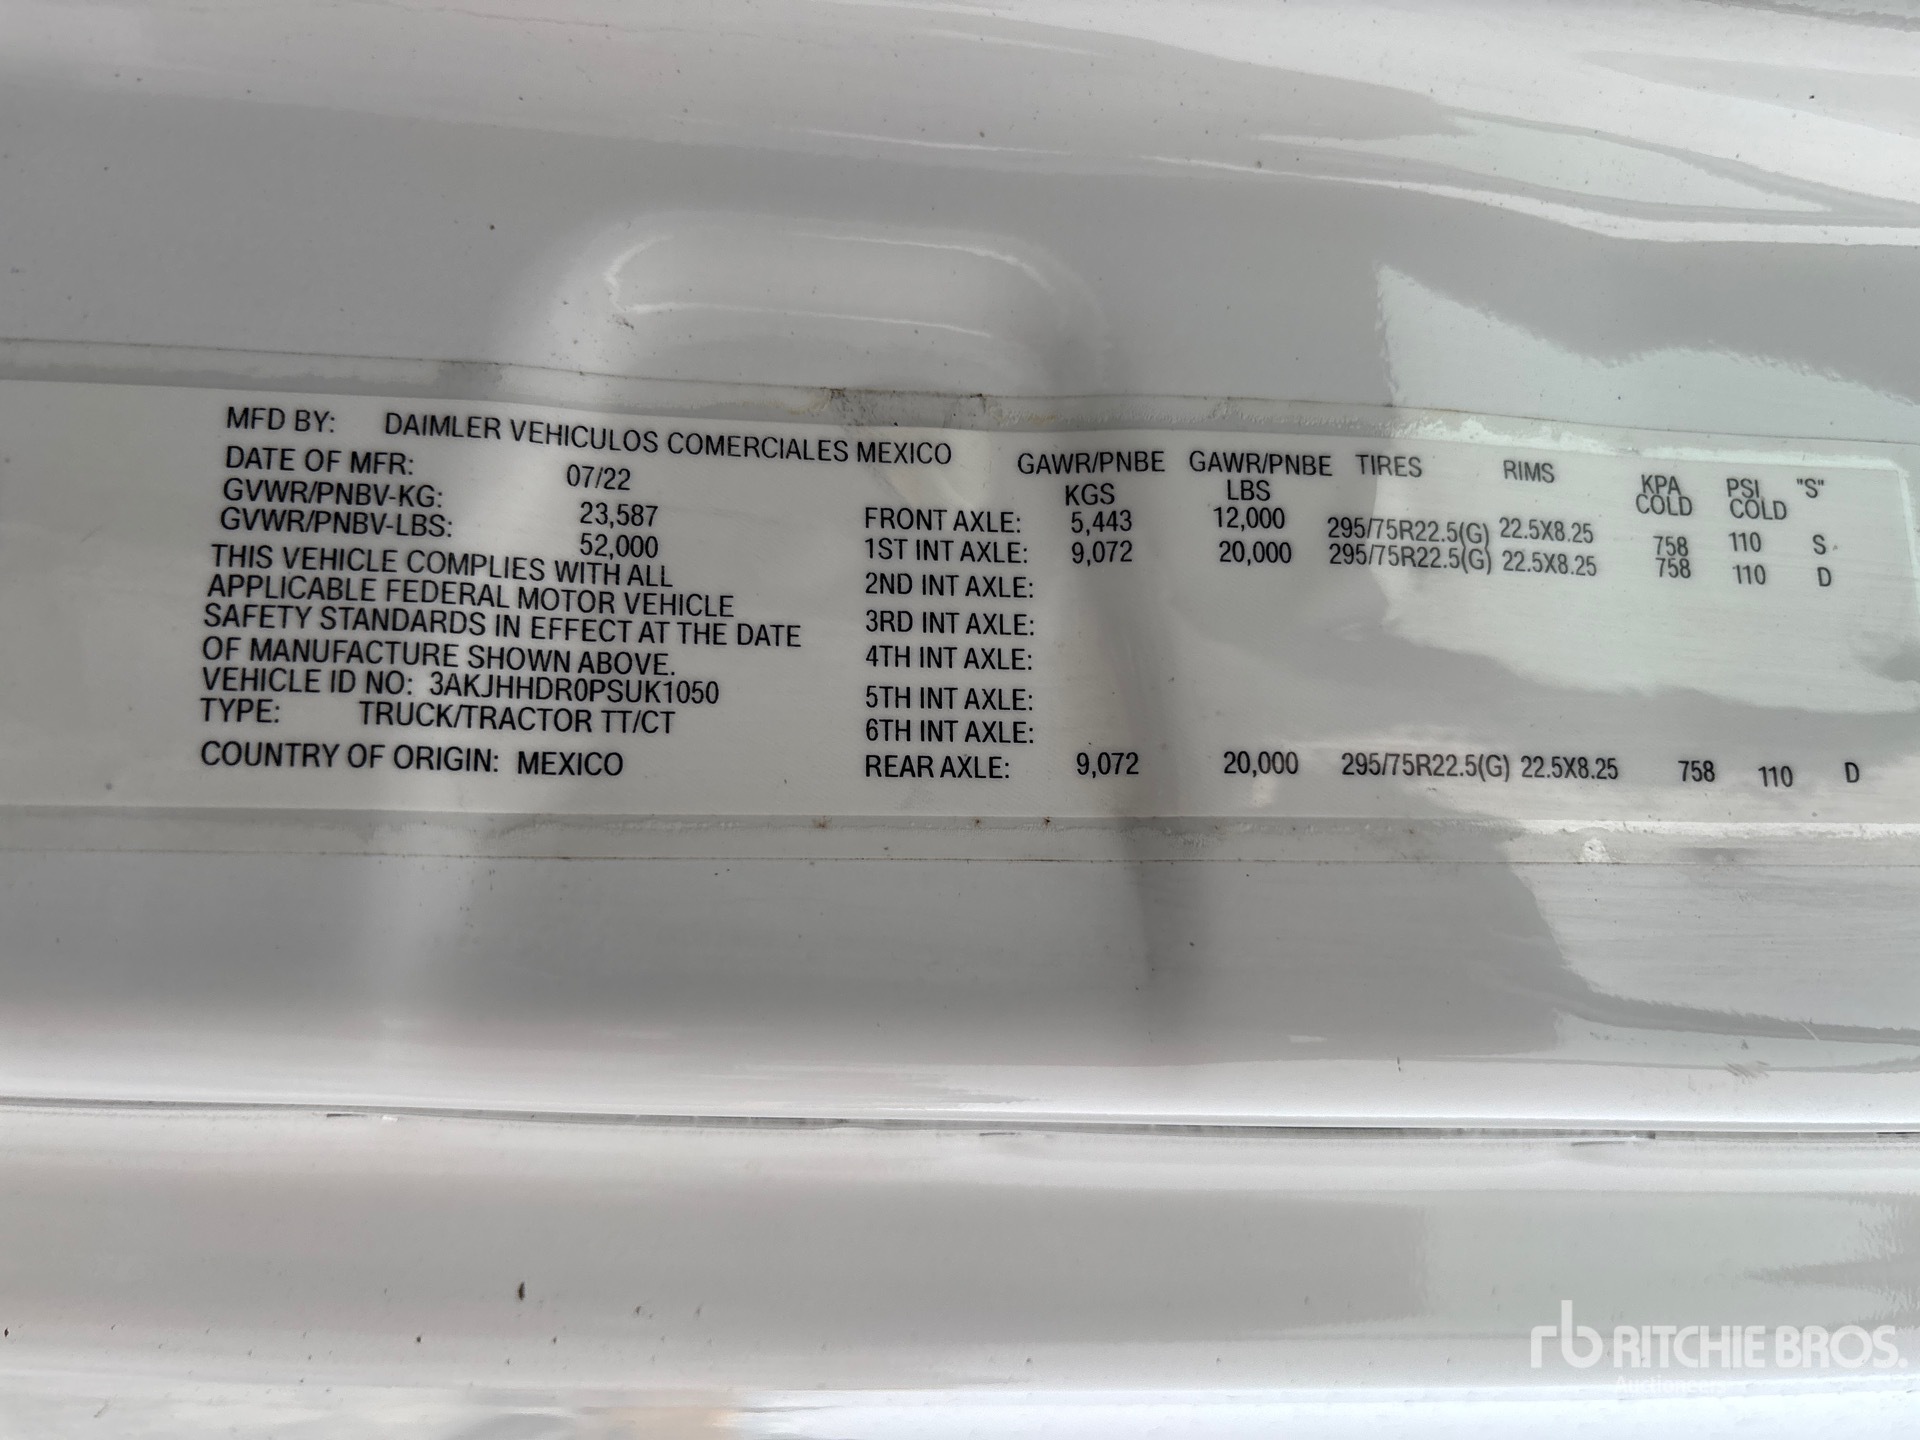 MFD BY: DAIMLER VEHICULOS COMERCIALES MEXICO
DATE OF MFR: 07/22
GVWR/PNBV-KG: 23,587
GVWR/PNBV-LBS: 52,000
THIS VEHICLE COMPLIES WITH ALL
APPLICABLE FEDERAL MOTOR VEHICLE
SAFETY STANDARDS IN EFFECT AT THE DATE
OF MANUFACTURE SHOWN ABOVE.
VEHICLE ID NO: 3AKJHHDR0PSUK1050
TYPE: TRUCK/TRACTOR TT/CT
COUNTRY OF ORIGIN: MEXICO
GAWR/PNBE GAWR/PNBE TIRES RIMS KPA PSI "S"
KGS LBS COLD COLD
FRONT AXLE: 5,443 12,000 295/75R22.5(G) 22.5X8.25 758 110 S
1ST INT AXLE: 9,072 20,000 295/75R22.5(G) 22.5X8.25 758 110 D
2ND INT AXLE:
3RD INT AXLE:
4TH INT AXLE:
5TH INT AXLE:
6TH INT AXLE:
REAR AXLE: 9,072 20,000 295/75R22.5(G) 22.5X8.25 758 110 D
rb RITCHIE BROS.
Auctioneers